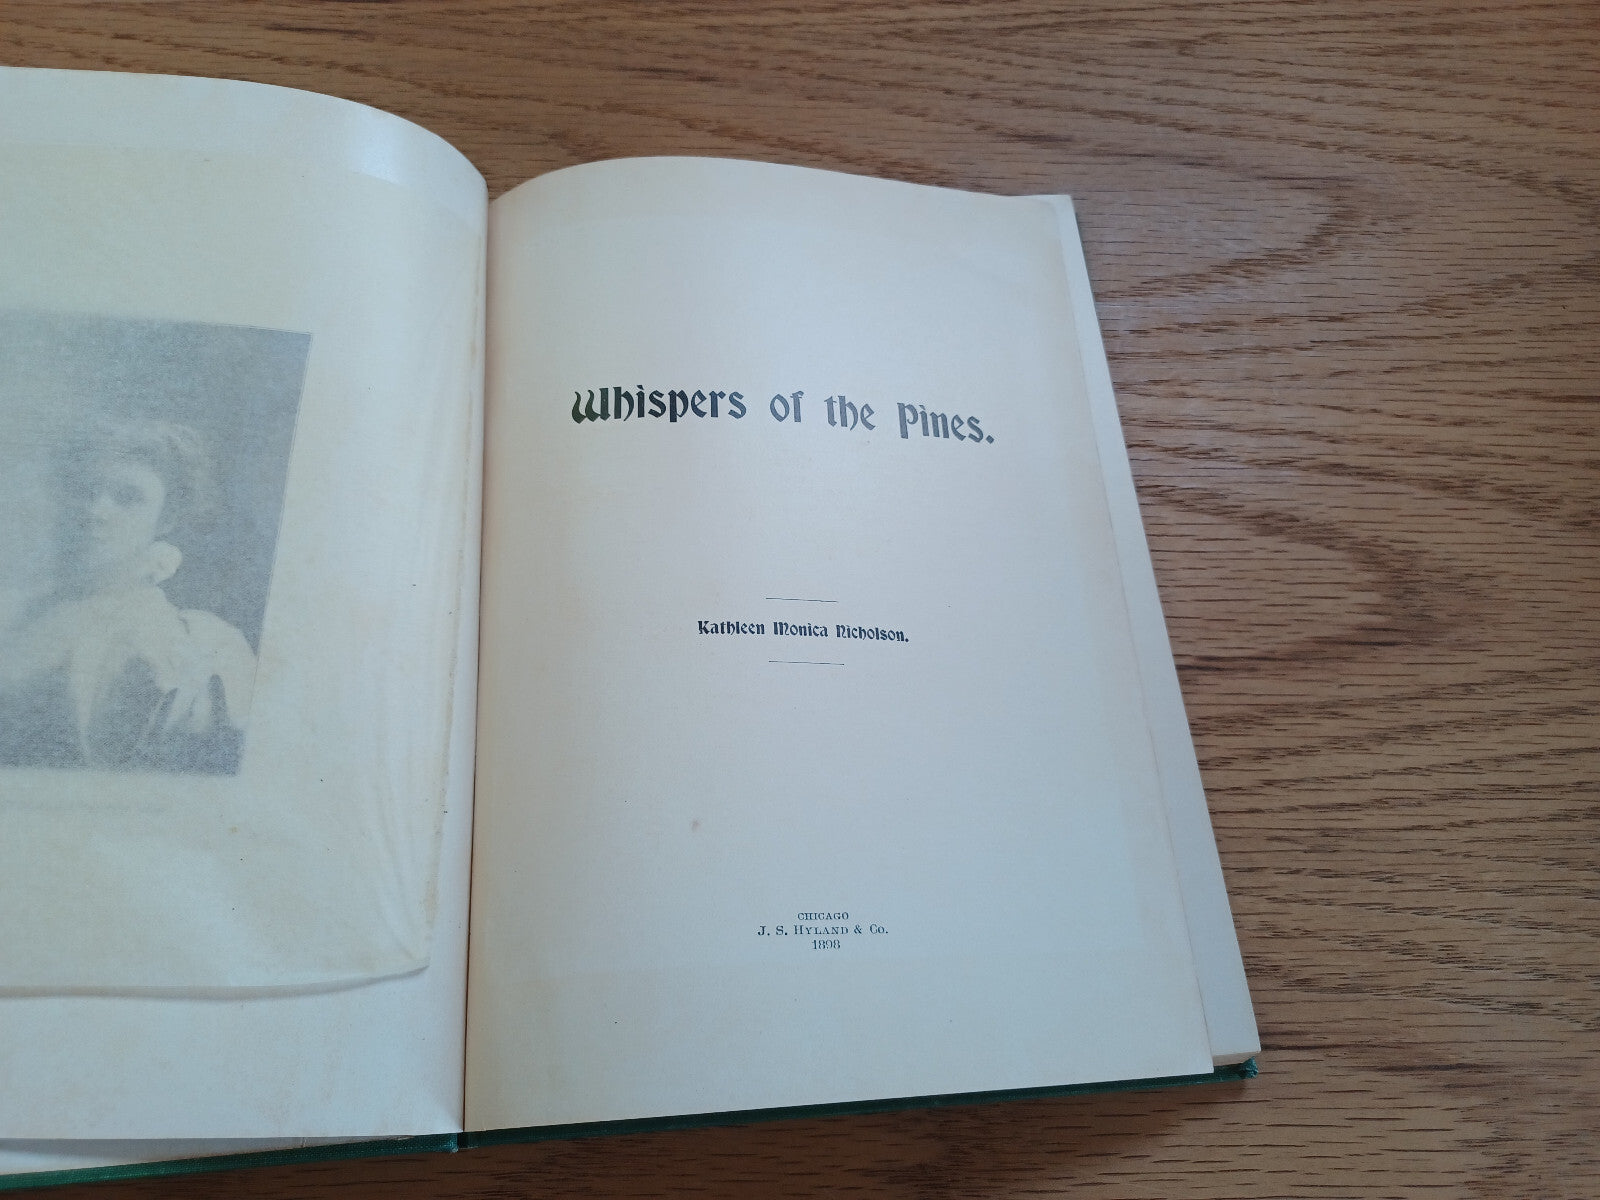 Whispers of the Pines.
Kathleen Monica Nicholson.
CHICAGO
J. S. HYLAND & CO.
1898